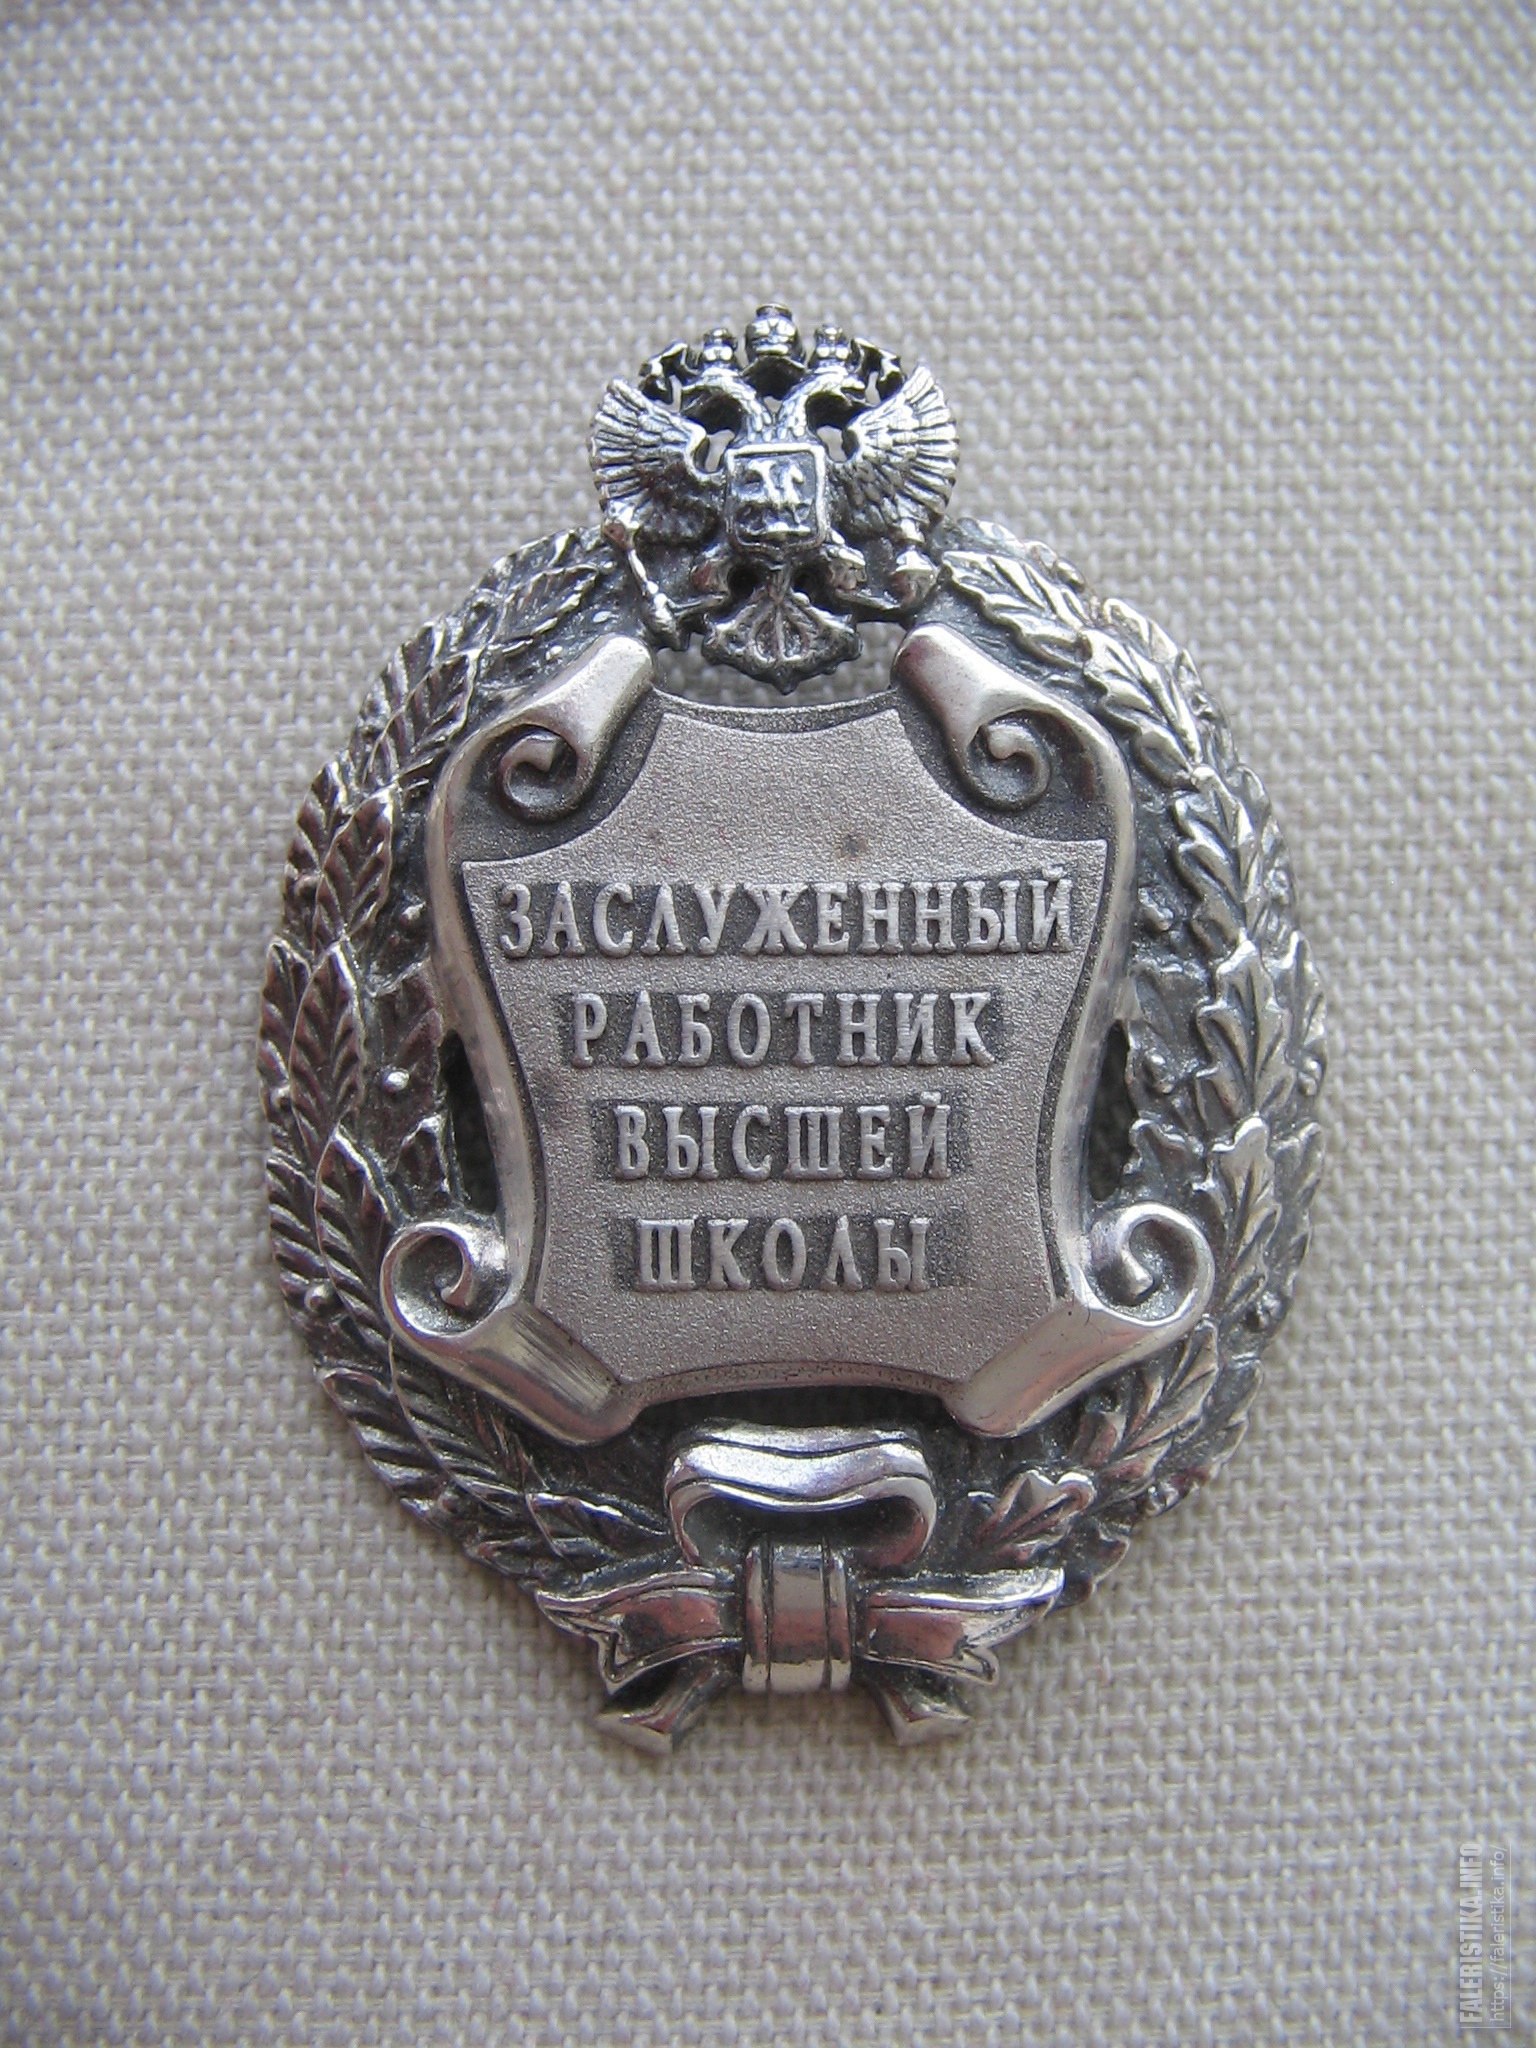 ЗАСЛУЖЕННЫЙ
РАБОТНИК
ВЫСШЕЙ
ШКОЛЫ
FALERISTIKA.INFO
https://faleristika.info/